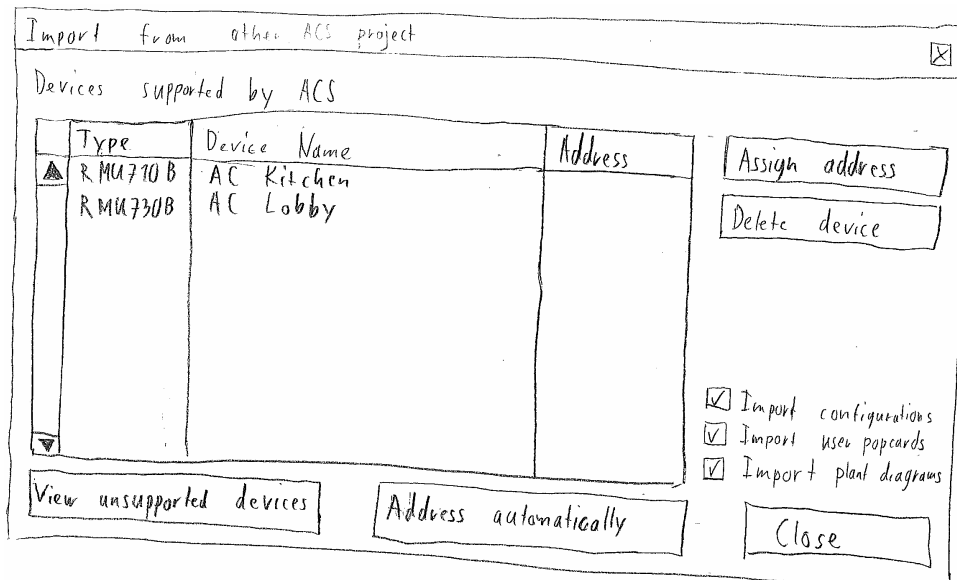 Import from other ACS project
Devices supported by ACS
Type Device Name Address
RMU710B AC Kitchen
RMU730B AC Lobby
Assign address
Delete device
Import configurations
Import user popcards
Import plant diagrams
View unsupported devices
Address automatically
Close